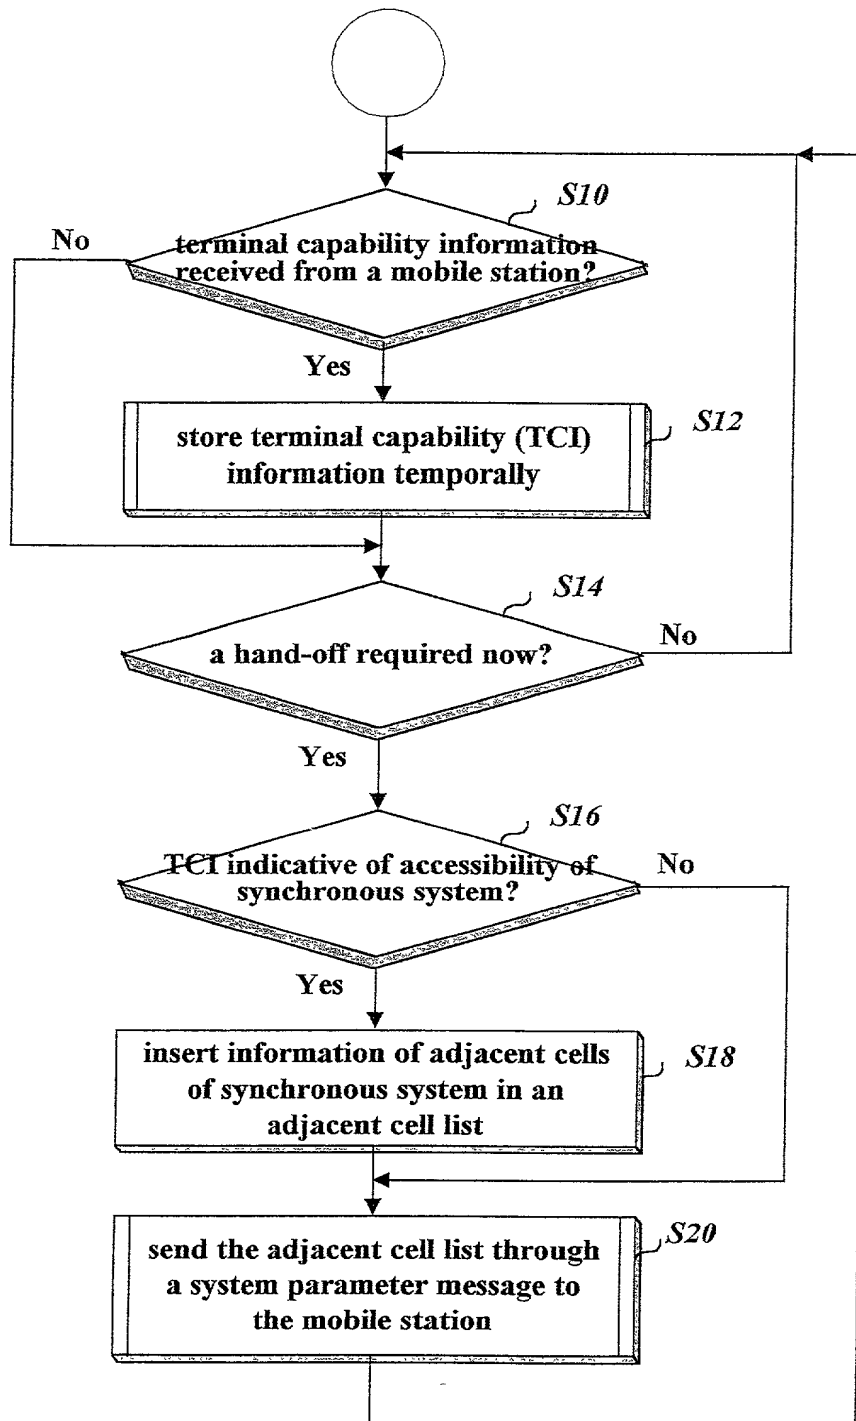 S10
No
terminal capability information
received from a mobile station?
Yes
S12
store terminal capability (TCI)
information temporally
S14
a hand-off required now?
No
Yes
S16
TCI indicative of accessibility of
synchronous system?
No
Yes
S18
insert information of adjacent cells
of synchronous system in an
adjacent cell list
S20
send the adjacent cell list through
a system parameter message to
the mobile station